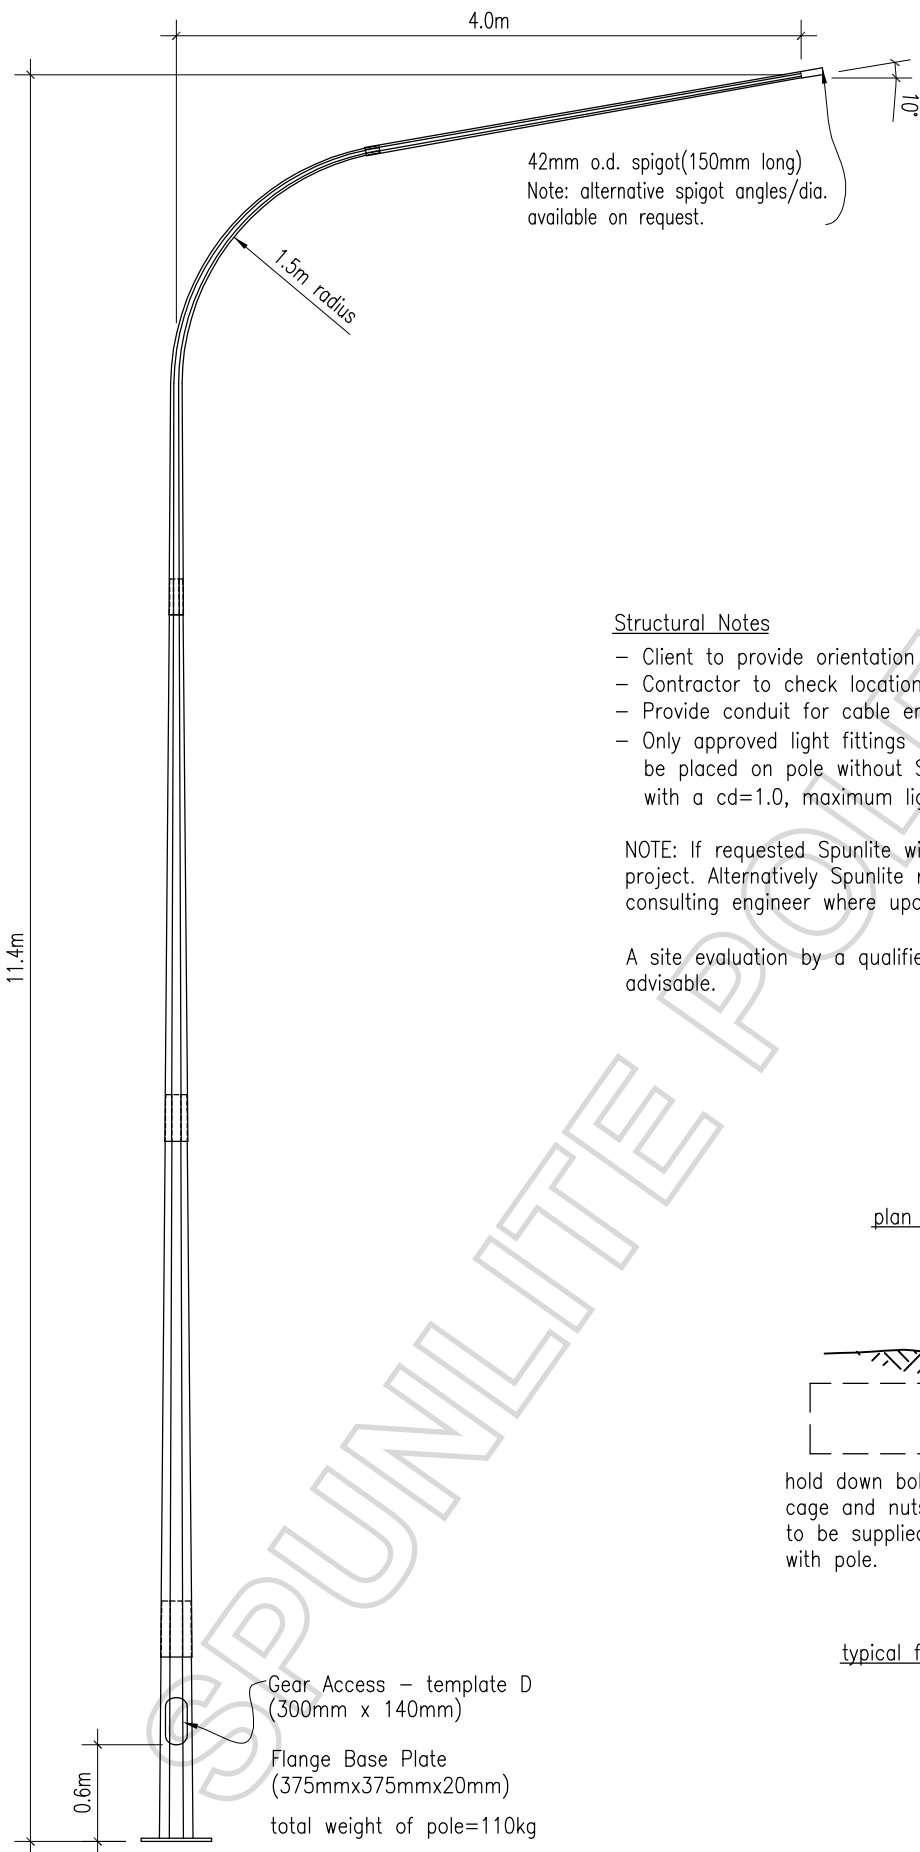 4.0m
10°
42mm o.d. spigot(150mm long)
Note: alternative spigot angles/dia.
available on request.
1.5m radius
Structural Notes
– Client to provide orientation
– Contractor to check location
– Provide conduit for cable
– Only approved light fittings
be placed on pole without
with a cd=1.0, maximum
NOTE: If requested Spunlite
project. Alternatively Spunlite
consulting engineer where
A site evaluation by a
advisable.
11.4m
plan
hold down
cage and nuts
to be supplied
with pole.
typical
Gear Access – template D
(300mm x 140mm)
Flange Base Plate
(375mmx375mmx20mm)
total weight of pole=110kg
0.6m
SPUNLITE POLE